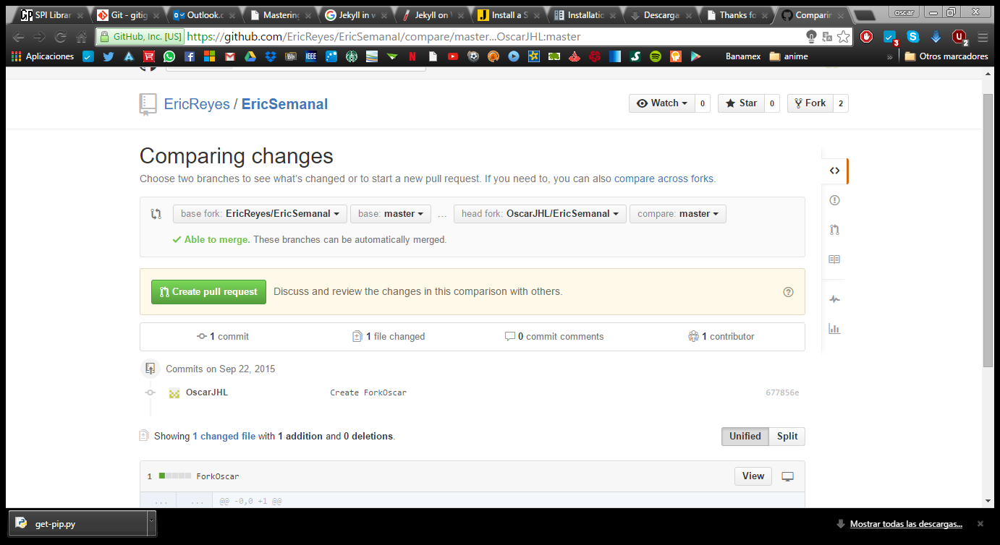 SPI Librar
Git - gitig
Outlook.c
Mastering
Jekyll in w
Jekyll on
Install a S
Installatio
Descarga
Thanks fo
Comparin
oscar
GitHub, Inc. [US] https://github.com/EricReyes/EricSemanal/compare/master...OscarJHL:master
3
2
Aplicaciones
Bb
IEEE
Banamex
anime
»
Otros marcadores
EricReyes / EricSemanal
Watch 0
Star 0
Fork 2
Comparing changes
Choose two branches to see what's changed or to start a new pull request. If you need to, you can also compare across forks.
base fork: EricReyes/EricSemanal
base: master
...
head fork: OscarJHL/EricSemanal
compare: master
Able to merge. These branches can be automatically merged.
Create pull request
Discuss and review the changes in this comparison with others.
1 commit
1 file changed
0 commit comments
1 contributor
Commits on Sep 22, 2015
OscarJHL
Create ForkOscar
677856e
Showing 1 changed file with 1 addition and 0 deletions.
Unified
Split
1
ForkOscar
View
... ... @@ -0,0 +1 @@
get-pip.py
Mostrar todas las descargas...